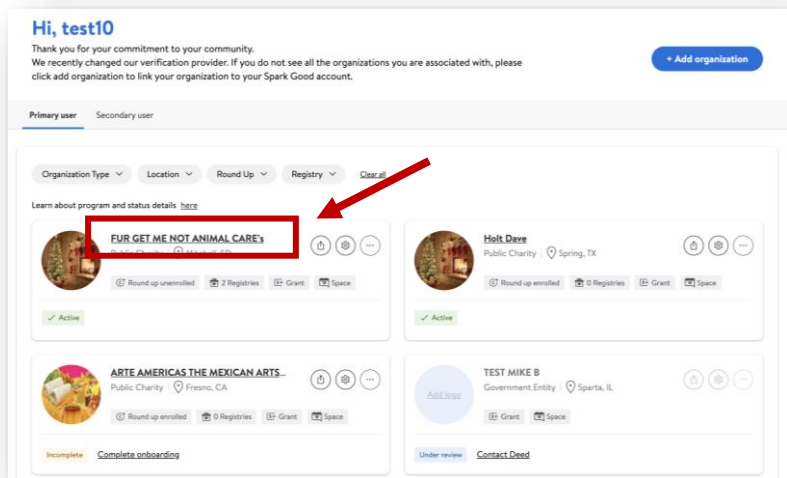 Hi, test10
Thank you for your commitment to your community.
We recently changed our verification provider. If you do not see all the organizations you are associated with, please
click add organization to link your organization to your Spark Good account.
+ Add organization
Primary user Secondary user
Organization Type Location Round Up Registry Clear all
Learn about program and status details here
FUR GET ME NOT ANIMAL CARE's
Public Charity Mitchell, SD
Round up unenrolled 2 Registries Grant Space
Active
Holt Dave
Public Charity Spring, TX
Round up enrolled 0 Registries Grant Space
Active
ARTE AMERICAS THE MEXICAN ARTS...
Public Charity Fresno, CA
Round up enrolled 0 Registries Grant Space
Incomplete Complete onboarding
Add logo
TEST MIKE B
Government Entity Sparta, IL
Grant Space
Under review Contact Deed